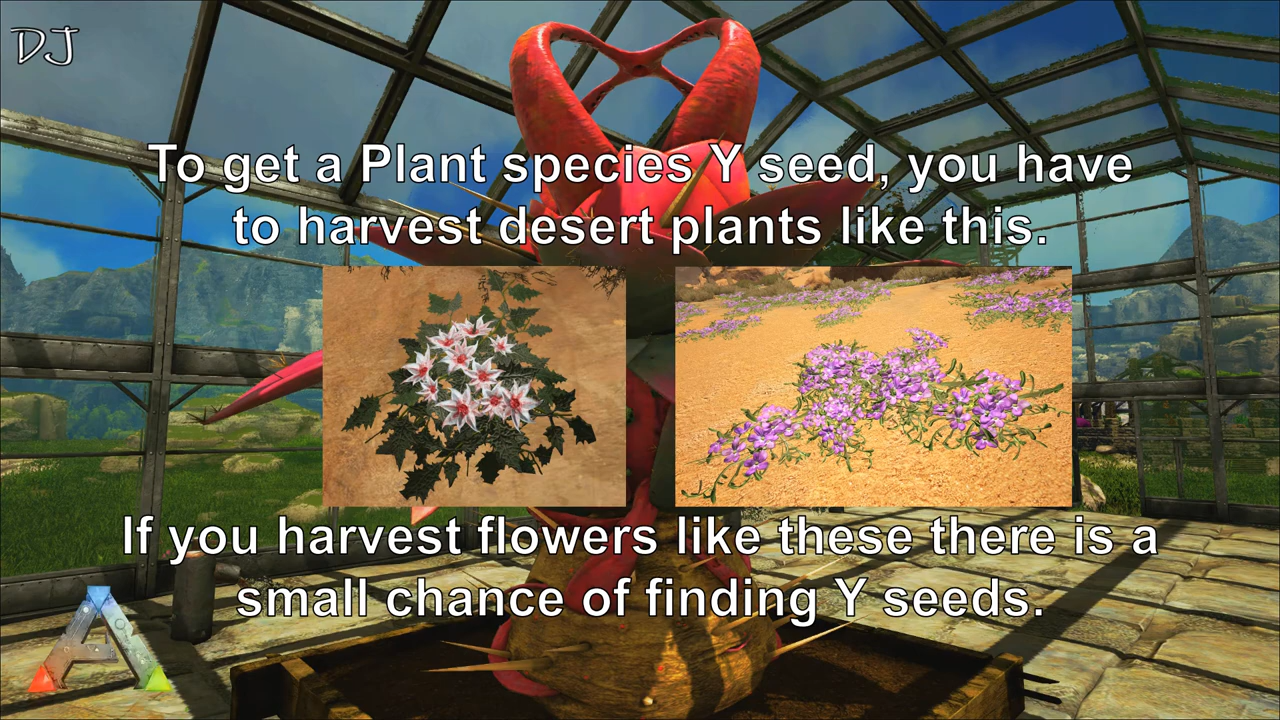 DJ
To get a Plant species Y seed, you have
to harvest desert plants like this.
If you harvest flowers like these there is a
small chance of finding Y seeds.